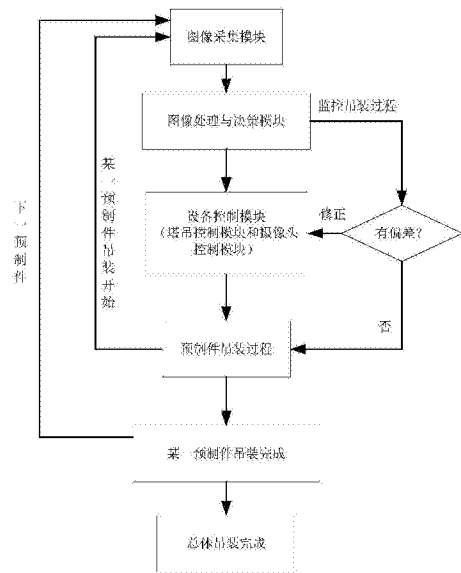 图像采集模块
图像处理与决策模块
监控吊装过程
设备控制模块
（塔吊控制模块和摄像头
控制模块）
修正
有偏差？
否
某一预制件吊装开始
下一预制件
预制件吊装过程
某一预制件吊装完成
总体吊装完成